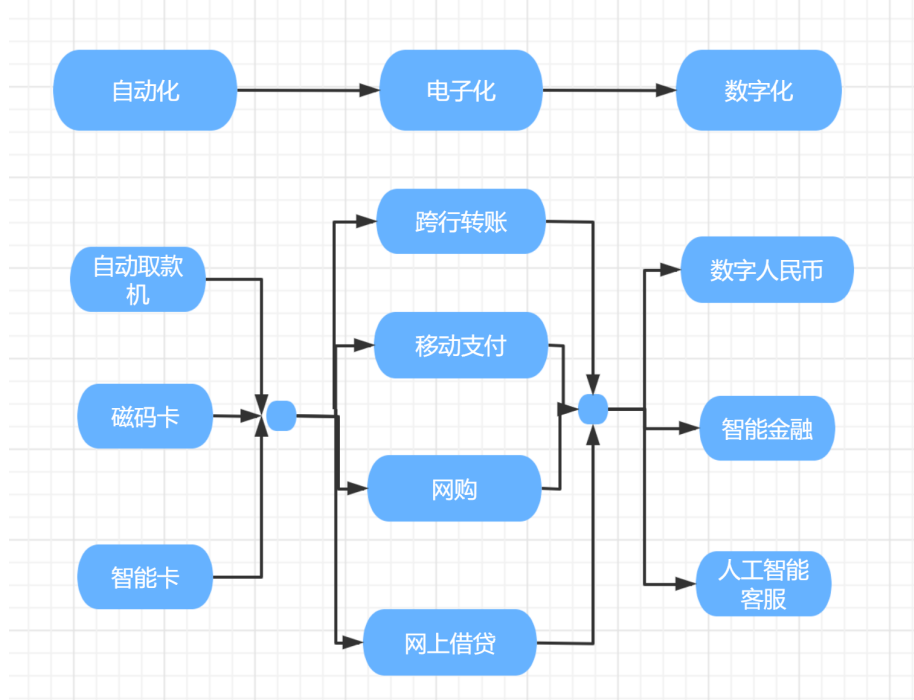 自动化
电子化
数字化
跨行转账
自动取款
机
数字人民币
移动支付
磁码卡
智能金融
网购
智能卡
人工智能
客服
网上借贷